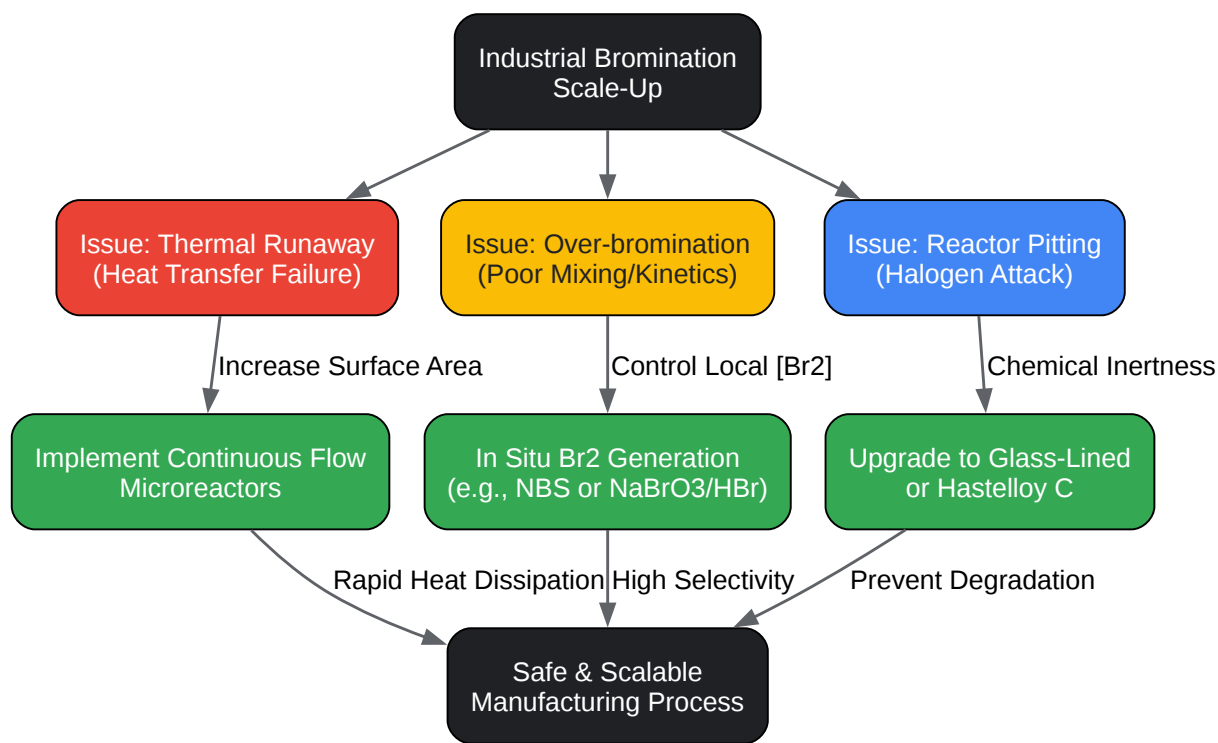 Industrial Bromination
Scale-Up
Issue: Thermal Runaway
(Heat Transfer Failure)
Issue: Over-bromination
(Poor Mixing/Kinetics)
Issue: Reactor Pitting
(Halogen Attack)
Increase Surface Area
Control Local [Br2]
Chemical Inertness
Implement Continuous Flow
Microreactors
In Situ Br2 Generation
(e.g., NBS or NaBrO3/HBr)
Upgrade to Glass-Lined
or Hastelloy C
Rapid Heat Dissipation
High Selectivity
Prevent Degradation
Safe & Scalable
Manufacturing Process